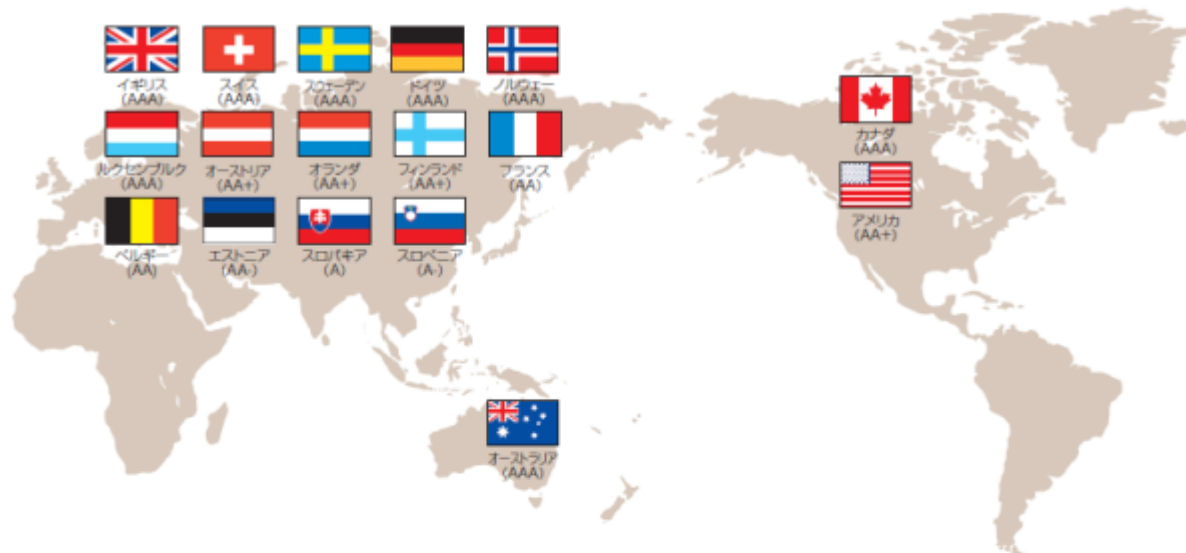 イギリス
(AAA)
スイス
(AAA)
スウェーデン
(AAA)
ドイツ
(AAA)
ノルウェー
(AAA)
カナダ
(AAA)
ルクセンブルク
(AAA)
オーストリア
(AA+)
オランダ
(AA+)
フィンランド
(AA+)
フランス
(AA)
アメリカ
(AA+)
ベルギー
(AA)
エストニア
(AA-)
スロバキア
(A)
スロベニア
(A-)
オーストラリア
(AAA)